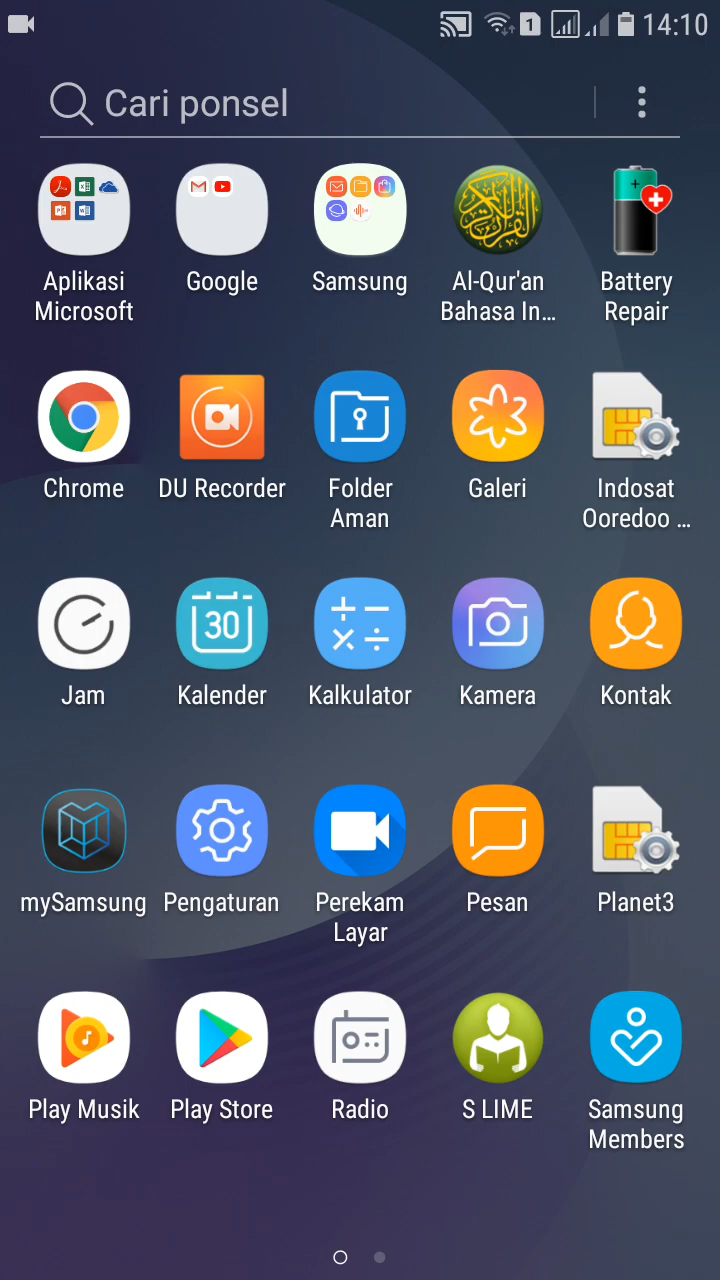 1 14:10
Cari ponsel
Aplikasi Microsoft
Google
Samsung
Al-Qur'an Bahasa In...
Battery Repair
Chrome
DU Recorder
Folder Aman
Galeri
Indosat Ooredoo ...
Jam
30
Kalender
Kalkulator
Kamera
Kontak
mySamsung
Pengaturan
Perekam Layar
Pesan
Planet3
Play Musik
Play Store
Radio
S LIME
Samsung Members